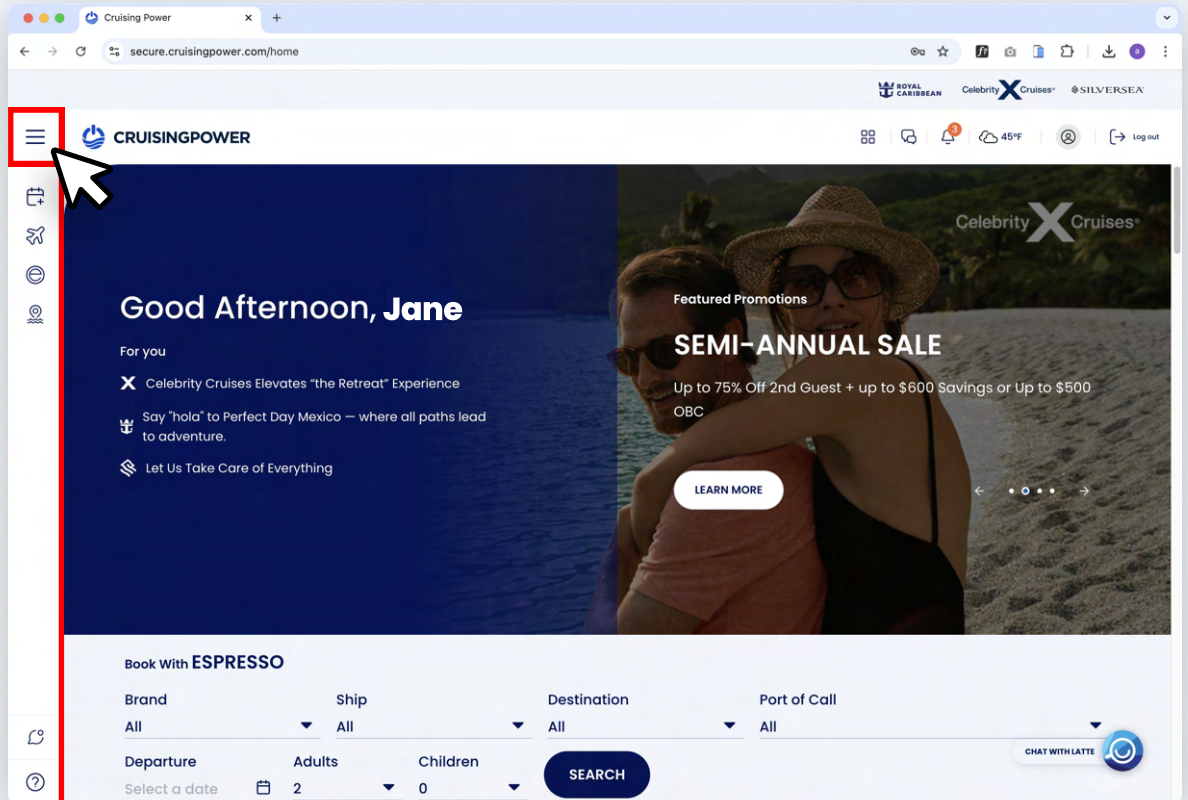 Cruising Power
secure.cruisingpower.com/home
a
ROYAL
CARIBBEAN
Celebrity X Cruises®
SILVERSEA
CRUISINGPOWER
3
45°F
Log out
Celebrity X Cruises®
Good Afternoon, Jane
For you
Celebrity Cruises Elevates “the Retreat” Experience
Say "hola" to Perfect Day Mexico — where all paths lead
to adventure.
Let Us Take Care of Everything
Featured Promotions
SEMI-ANNUAL SALE
Up to 75% Off 2nd Guest + up to $600 Savings or Up to $500
OBC
LEARN MORE
Book With ESPRESSO
Brand Ship Destination Port of Call
All All All All
CHAT WITH LATTE
Departure Adults Children
Select a date 2 0
SEARCH